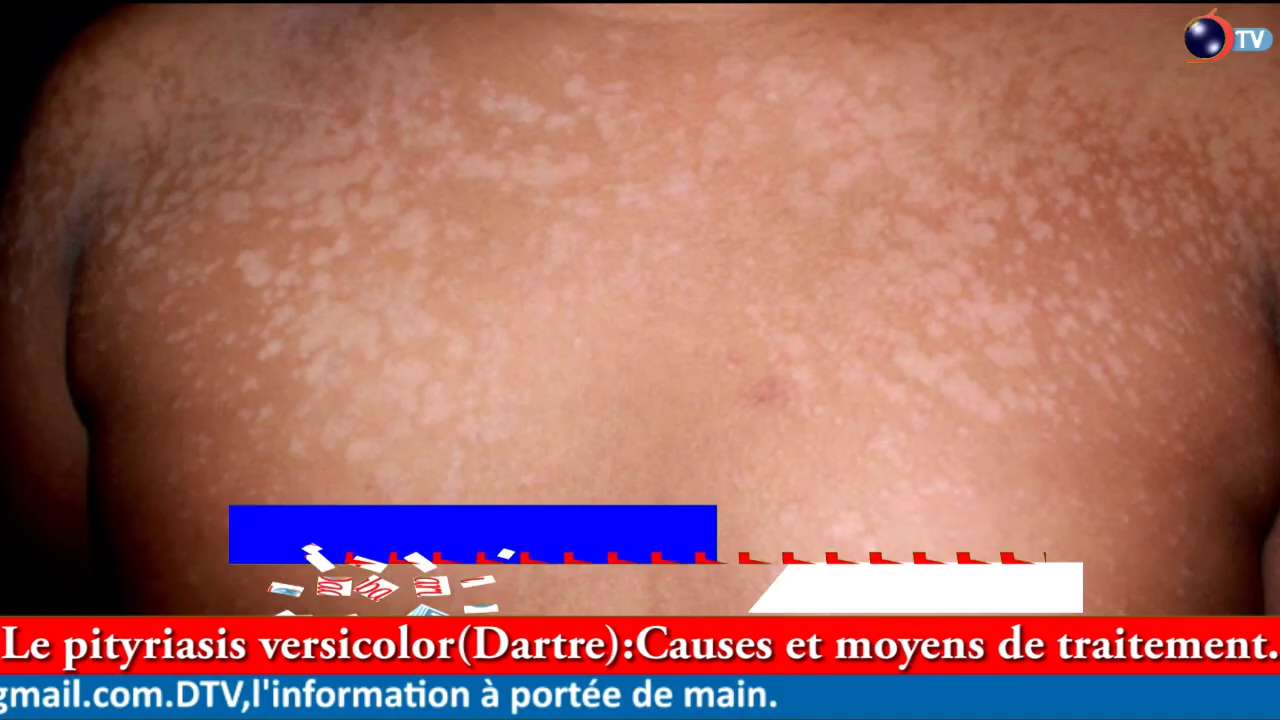 TV
Le pityriasis versicolor(Dartre):Causes et moyens de traitement.
gmail.com.DTV,l'information à portée de main.